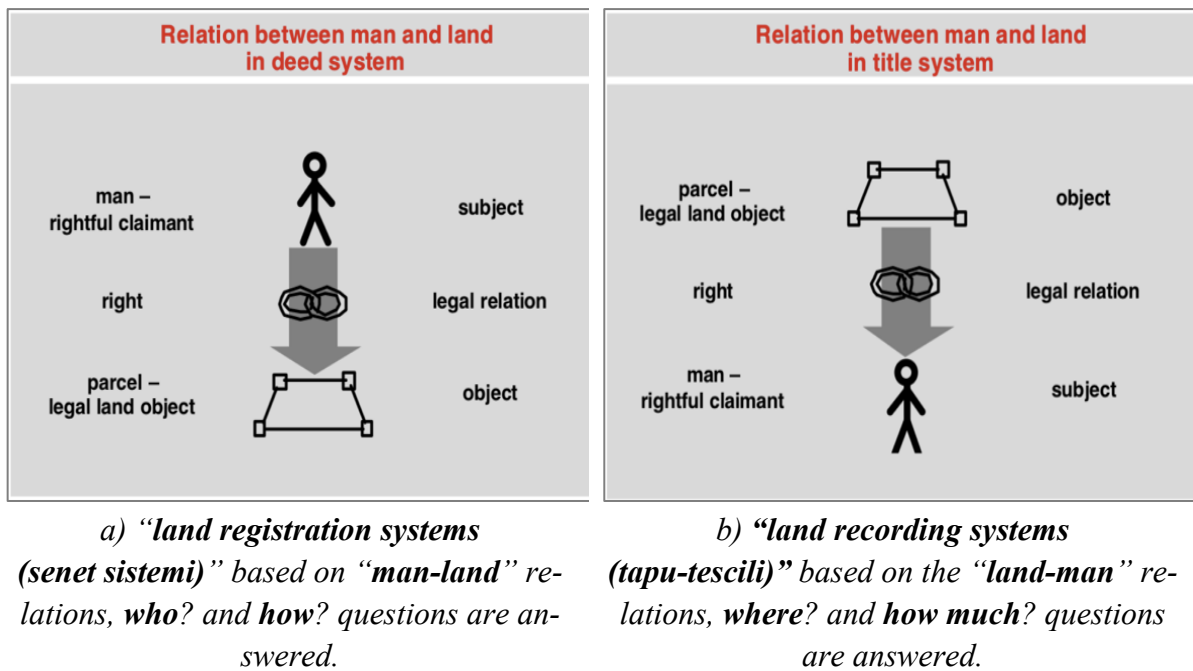 Relation between man and land
in deed system
man –
rightful claimant
subject
right
legal relation
parcel –
legal land object
object
Relation between man and land
in title system
parcel –
legal land object
object
right
legal relation
man –
rightful claimant
subject
a) “land registration systems
(senet sistemi)” based on “man-land” re-
lations, who? and how? questions are an-
swered.
b) “land recording systems
(tapu-tescili)” based on the “land-man” re-
lations, where? and how much? questions
are answered.